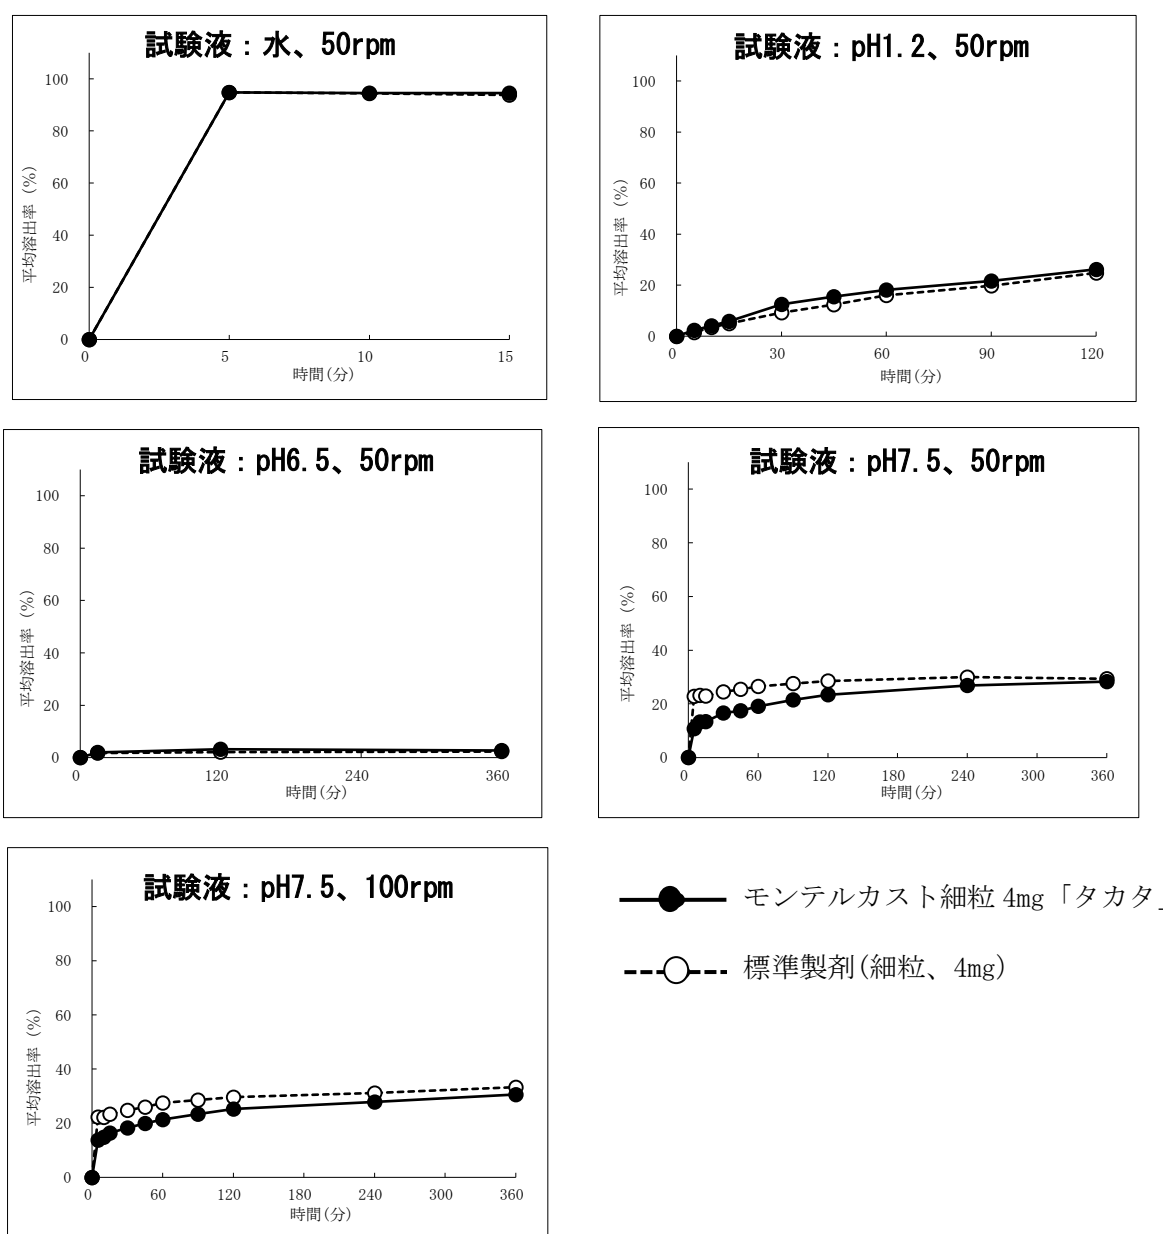 試験液：水、50rpm
100
80
60
40
20
0
平均溶出率 (%)
0 5 10 15
時間(分)
試験液：pH1.2、50rpm
100
80
60
40
20
0
平均溶出率 (%)
0 30 60 90 120
時間(分)
試験液：pH6.5、50rpm
100
80
60
40
20
0
平均溶出率 (%)
0 120 240 360
時間(分)
試験液：pH7.5、50rpm
100
80
60
40
20
0
平均溶出率 (%)
0 60 120 180 240 300 360
時間(分)
試験液：pH7.5、100rpm
100
80
60
40
20
0
平均溶出率 (%)
0 60 120 180 240 300 360
時間(分)
モンテルカスト細粒 4mg「タカタ」
標準製剤(細粒、4mg)